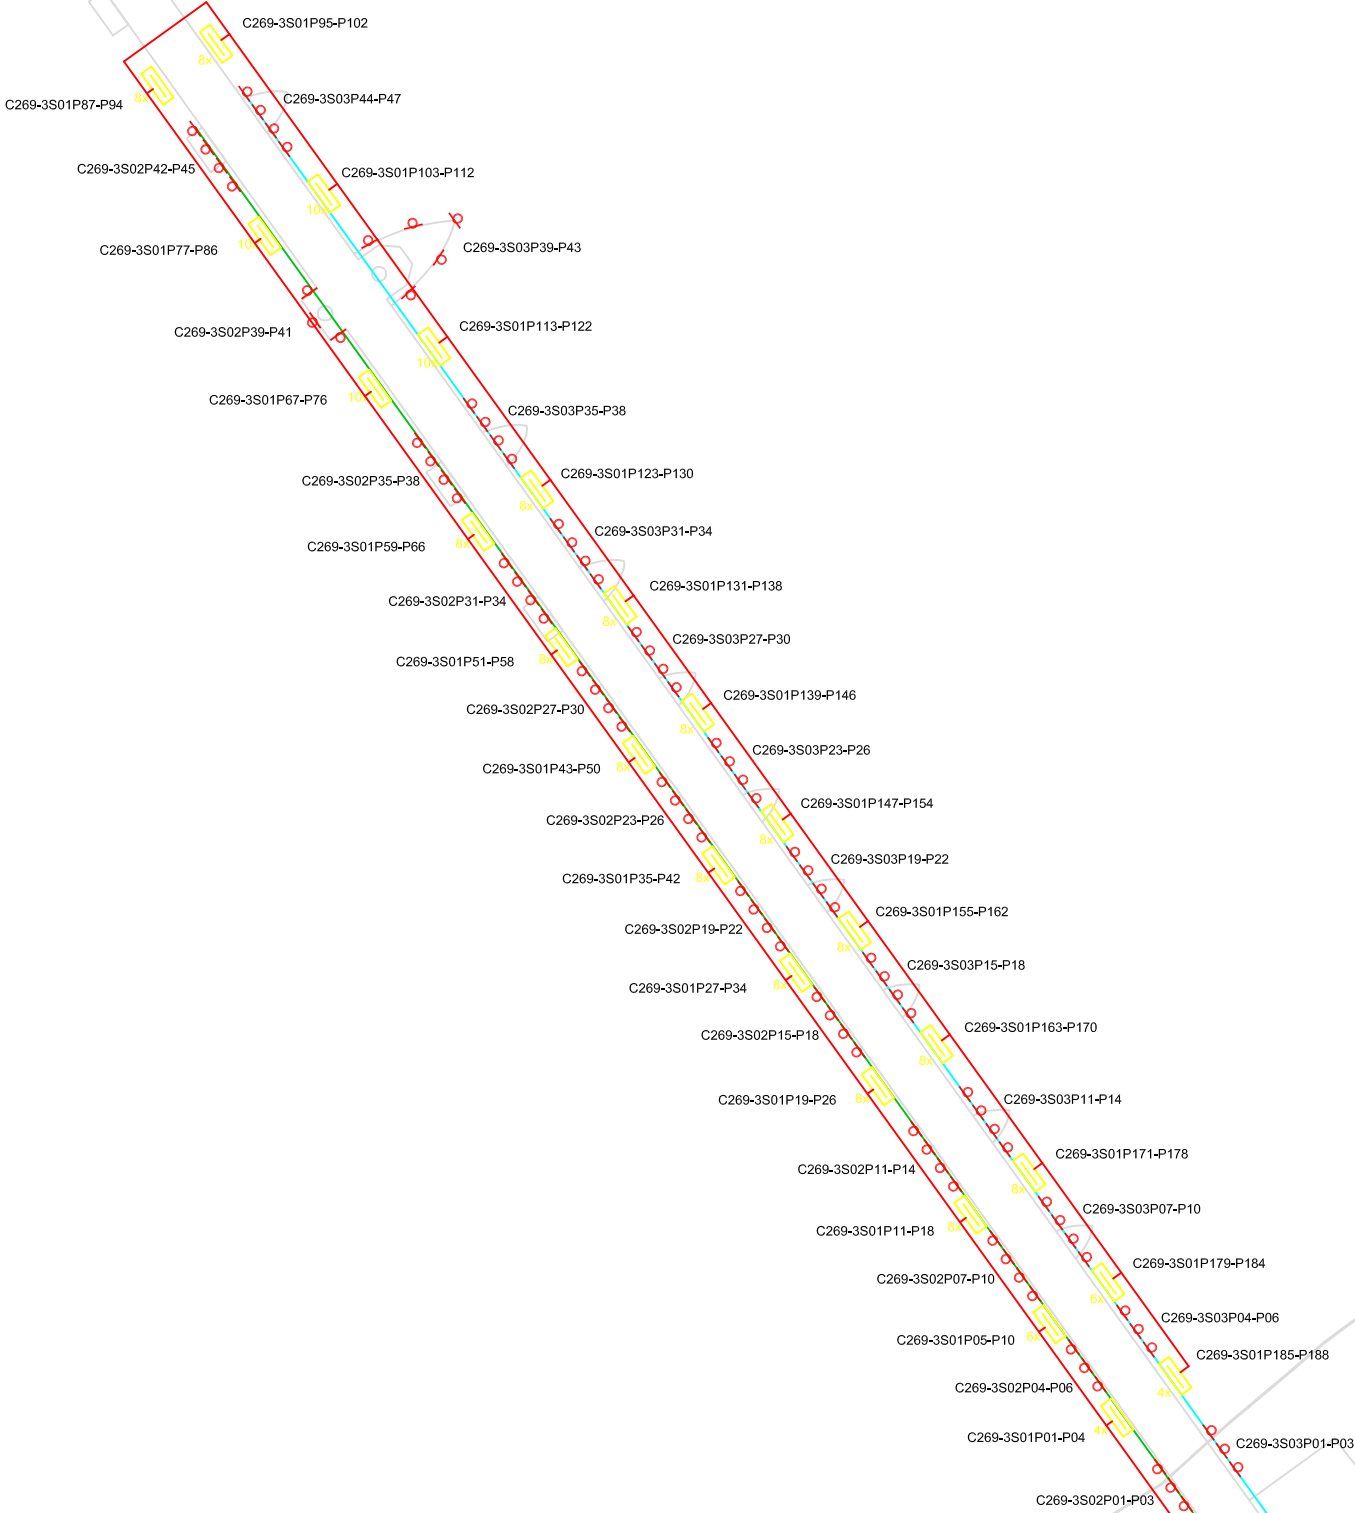 C269-3S01P95-P102
8x
C269-3S01P87-P94
8x
C269-3S03P44-P47
C269-3S02P42-P45
C269-3S01P103-P112
10x
C269-3S01P77-P86
10x
C269-3S03P39-P43
C269-3S02P39-P41
C269-3S01P113-P122
10x
C269-3S01P67-P76
10x
C269-3S03P35-P38
C269-3S02P35-P38
C269-3S01P123-P130
8x
C269-3S01P59-P66
8x
C269-3S03P31-P34
C269-3S02P31-P34
C269-3S01P131-P138
8x
C269-3S01P51-P58
8x
C269-3S03P27-P30
C269-3S02P27-P30
C269-3S01P139-P146
8x
C269-3S01P43-P50
8x
C269-3S03P23-P26
C269-3S02P23-P26
C269-3S01P147-P154
8x
C269-3S01P35-P42
8x
C269-3S03P19-P22
C269-3S02P19-P22
C269-3S01P155-P162
8x
C269-3S01P27-P34
8x
C269-3S03P15-P18
C269-3S02P15-P18
C269-3S01P163-P170
8x
C269-3S01P19-P26
8x
C269-3S03P11-P14
C269-3S02P11-P14
C269-3S01P171-P178
8x
C269-3S01P11-P18
8x
C269-3S03P07-P10
C269-3S02P07-P10
C269-3S01P179-P184
6x
C269-3S01P05-P10
6x
C269-3S03P04-P06
C269-3S02P04-P06
C269-3S01P185-P188
4x
C269-3S01P01-P04
4x
C269-3S03P01-P03
C269-3S02P01-P03